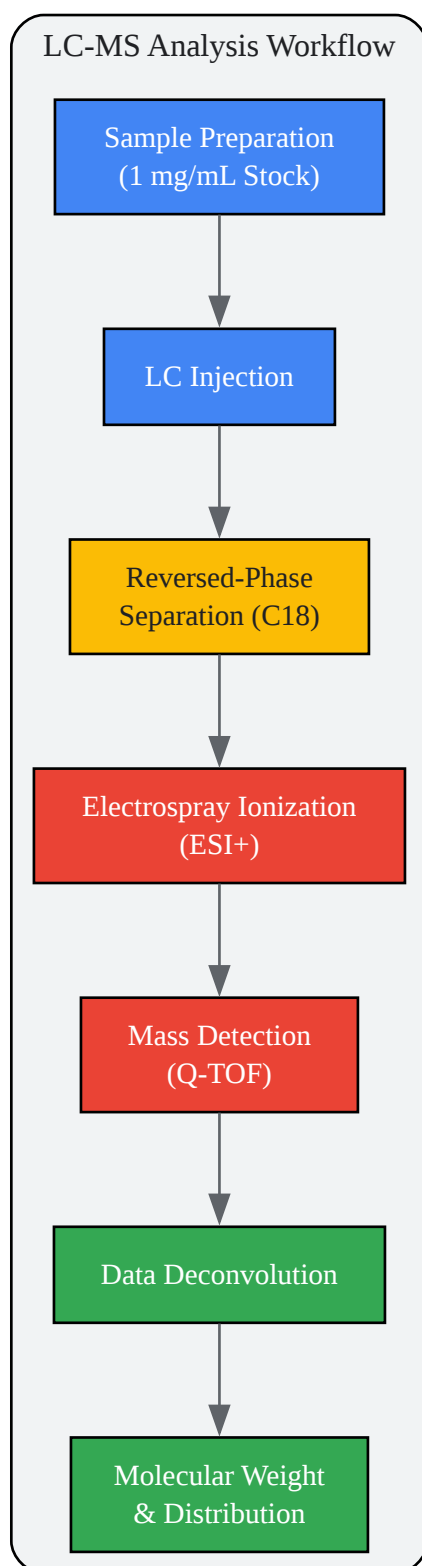 LC-MS Analysis Workflow
Sample Preparation
(1 mg/mL Stock)
LC Injection
Reversed-Phase
Separation (C18)
Electrospray Ionization
(ESI+)
Mass Detection
(Q-TOF)
Data Deconvolution
Molecular Weight
& Distribution